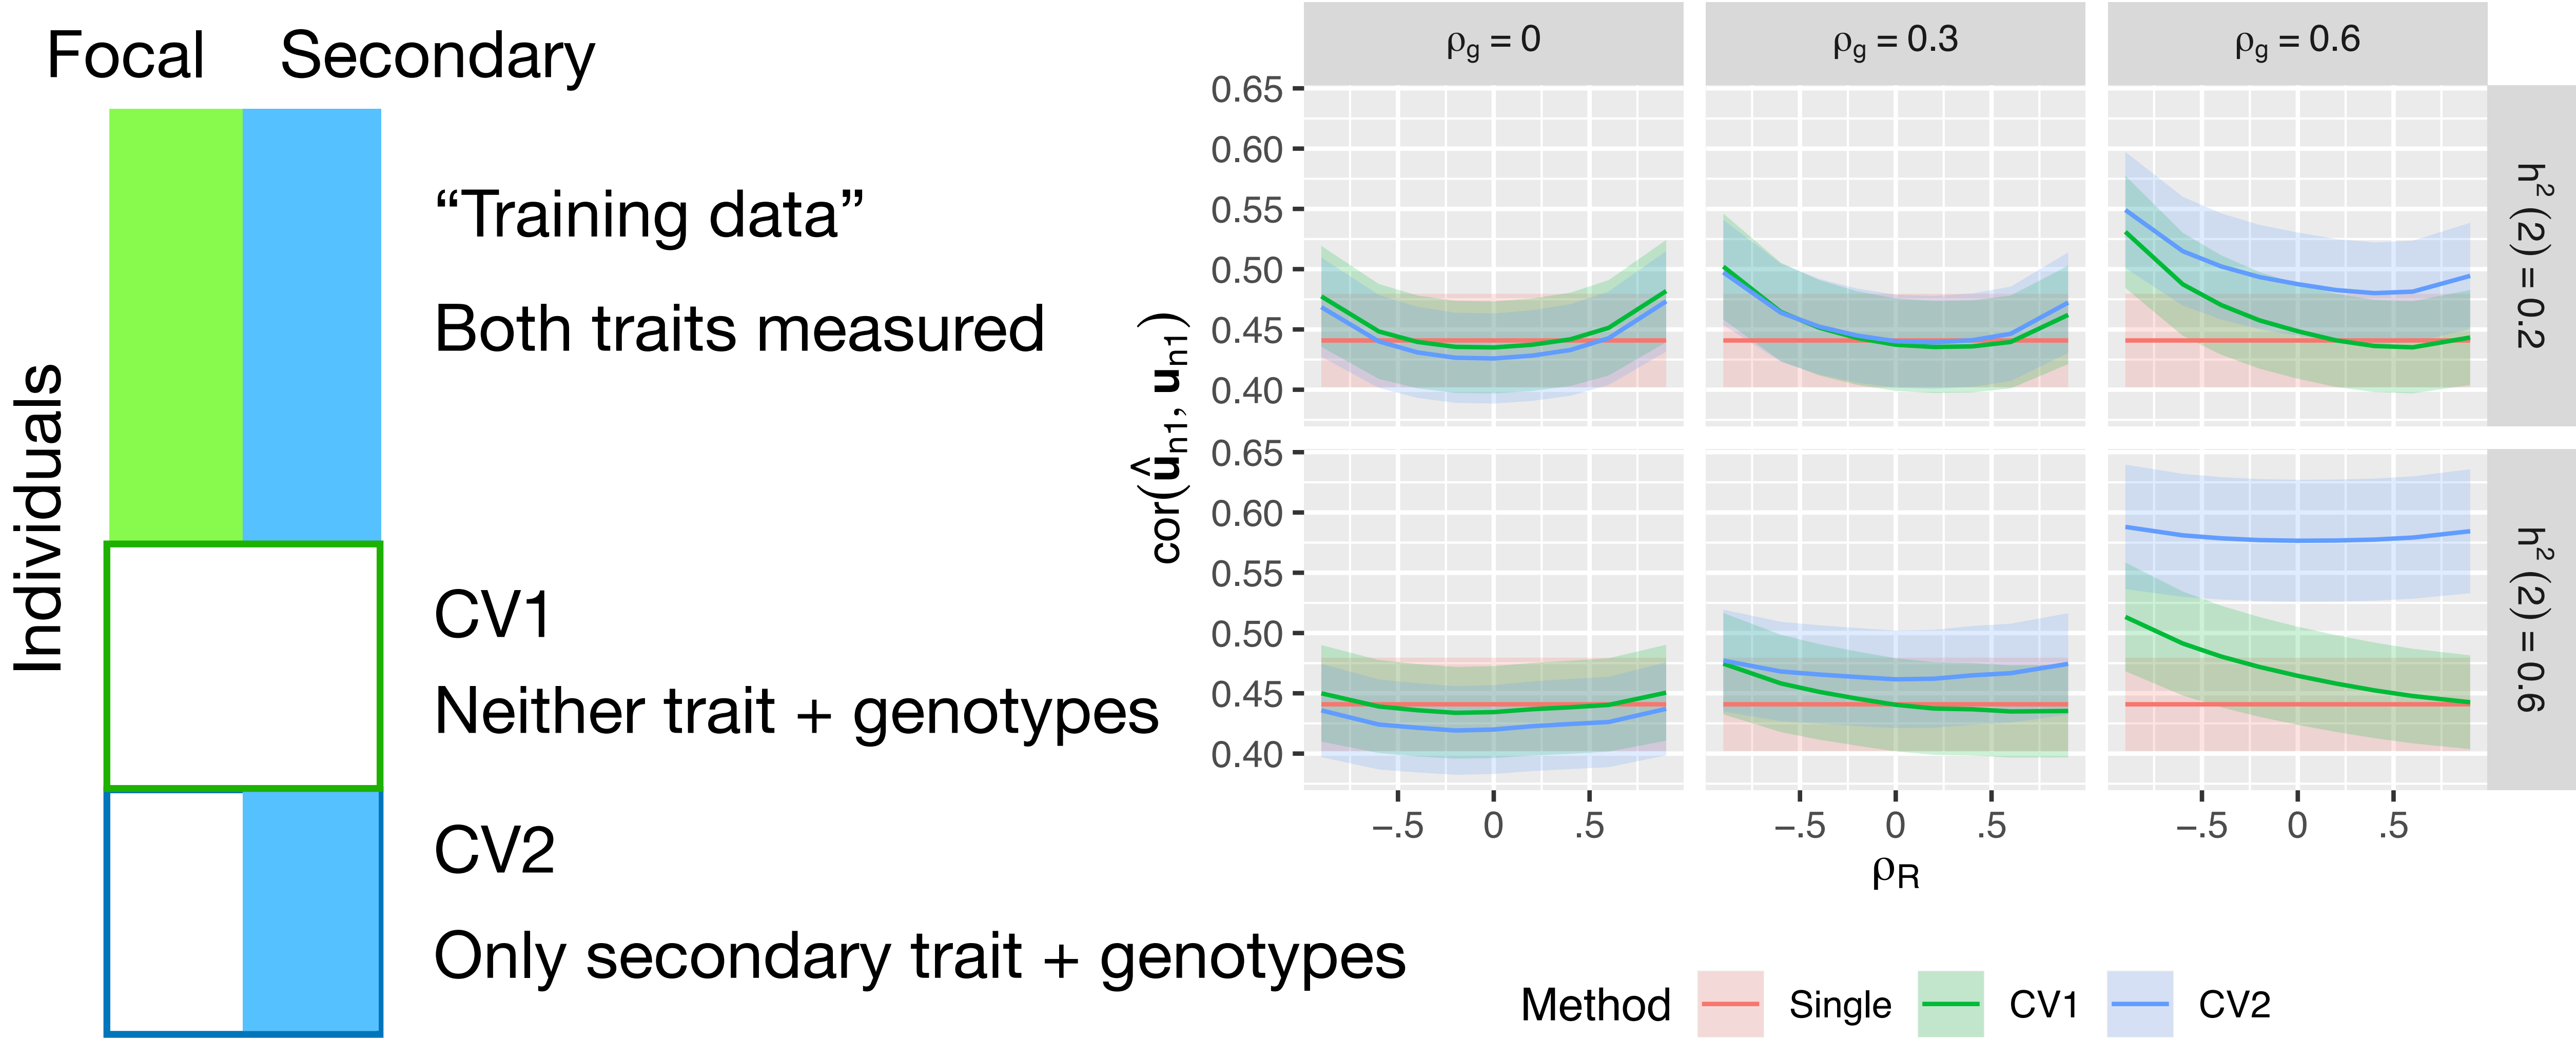 Focal Secondary
Individuals
“Training data”
Both traits measured
CV1
Neither trait + genotypes
CV2
Only secondary trait + genotypes
ρg = 0 ρg = 0.3 ρg = 0.6
cor(ûn1, un1)
0.65
0.60
0.55
0.50
0.45
0.40
h² (2) = 0.2
0.65
0.60
0.55
0.50
0.45
0.40
h² (2) = 0.6
−.5 0 .5 −.5 0 .5 −.5 0 .5
ρR
Method Single CV1 CV2